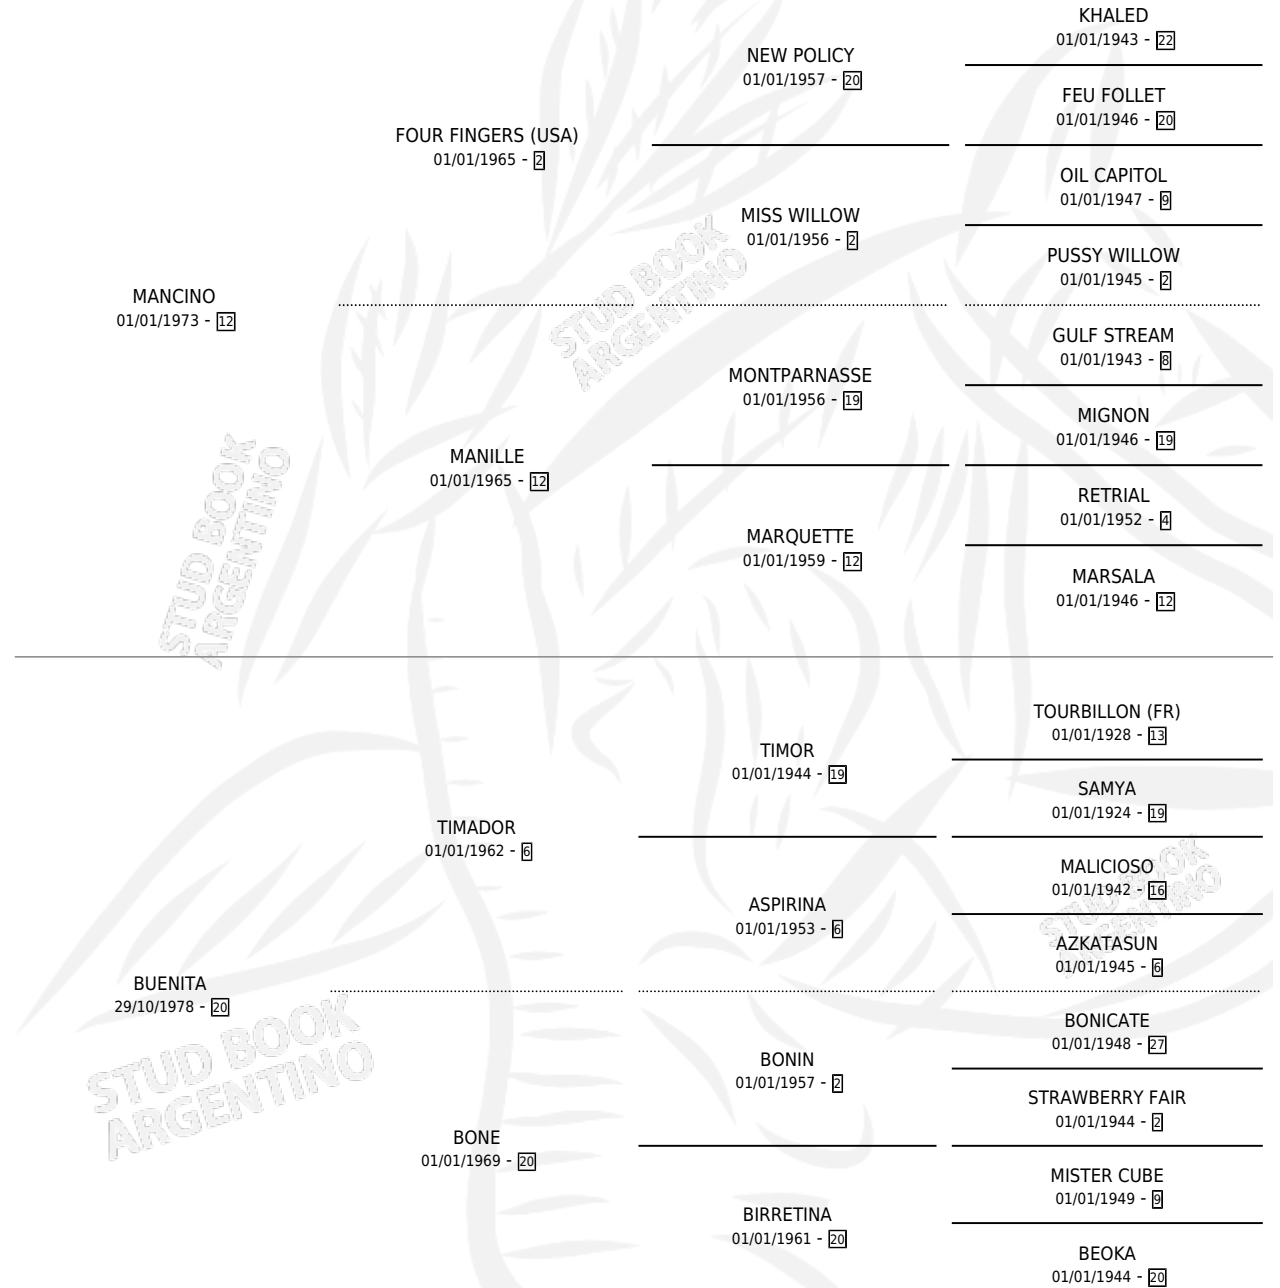 KHALED
01/01/1943 - 22
NEW POLICY
01/01/1957 - 20
FEU FOLLET
01/01/1946 - 20
FOUR FINGERS (USA)
01/01/1965 - 2
OIL CAPITOL
01/01/1947 - 9
MISS WILLOW
01/01/1956 - 2
PUSSY WILLOW
01/01/1945 - 2
MANCINO
01/01/1973 - 12
STUD BOOK
ARGENTINO
GULF STREAM
01/01/1943 - 8
MONTPARNASSE
01/01/1956 - 19
MIGNON
01/01/1946 - 19
MANILLE
01/01/1965 - 12
RETRIAL
01/01/1952 - 4
MARQUETTE
01/01/1959 - 12
MARSALA
01/01/1946 - 12
STUD BOOK
ARGENTINO
TOURBILLON (FR)
01/01/1928 - 13
TIMOR
01/01/1944 - 19
SAMYA
01/01/1924 - 19
TIMADOR
01/01/1962 - 6
MALICIOSO
01/01/1942 - 16
ASPIRINA
01/01/1953 - 6
STUD BOOK
ARGENTINO
AZKATASUN
01/01/1945 - 6
BUENITA
29/10/1978 - 20
STUD BOOK
ARGENTINO
BONICATE
01/01/1948 - 27
BONIN
01/01/1957 - 2
STRAWBERRY FAIR
01/01/1944 - 2
BONE
01/01/1969 - 20
MISTER CUBE
01/01/1949 - 9
BIRRETINA
01/01/1961 - 20
BEOKA
01/01/1944 - 20